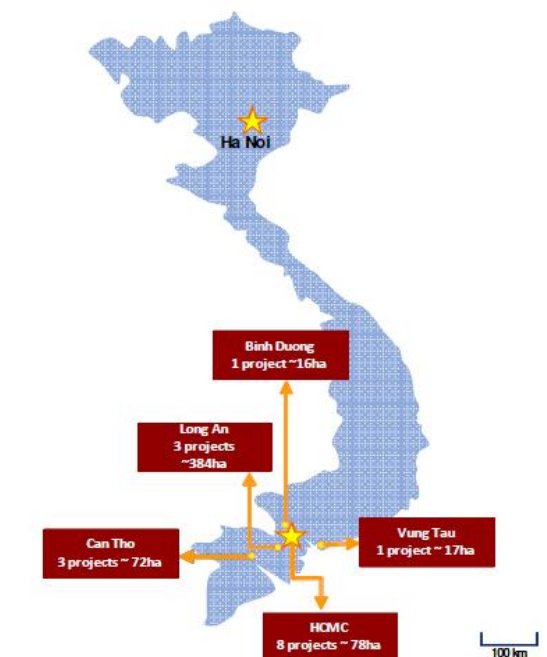 Ha Noi
Binh Duong
1 project ~16ha
Long An
3 projects
~384ha
Can Tho
3 projects ~ 72ha
Vung Tau
1 project ~ 17ha
HCMC
8 projects ~78ha
100 km